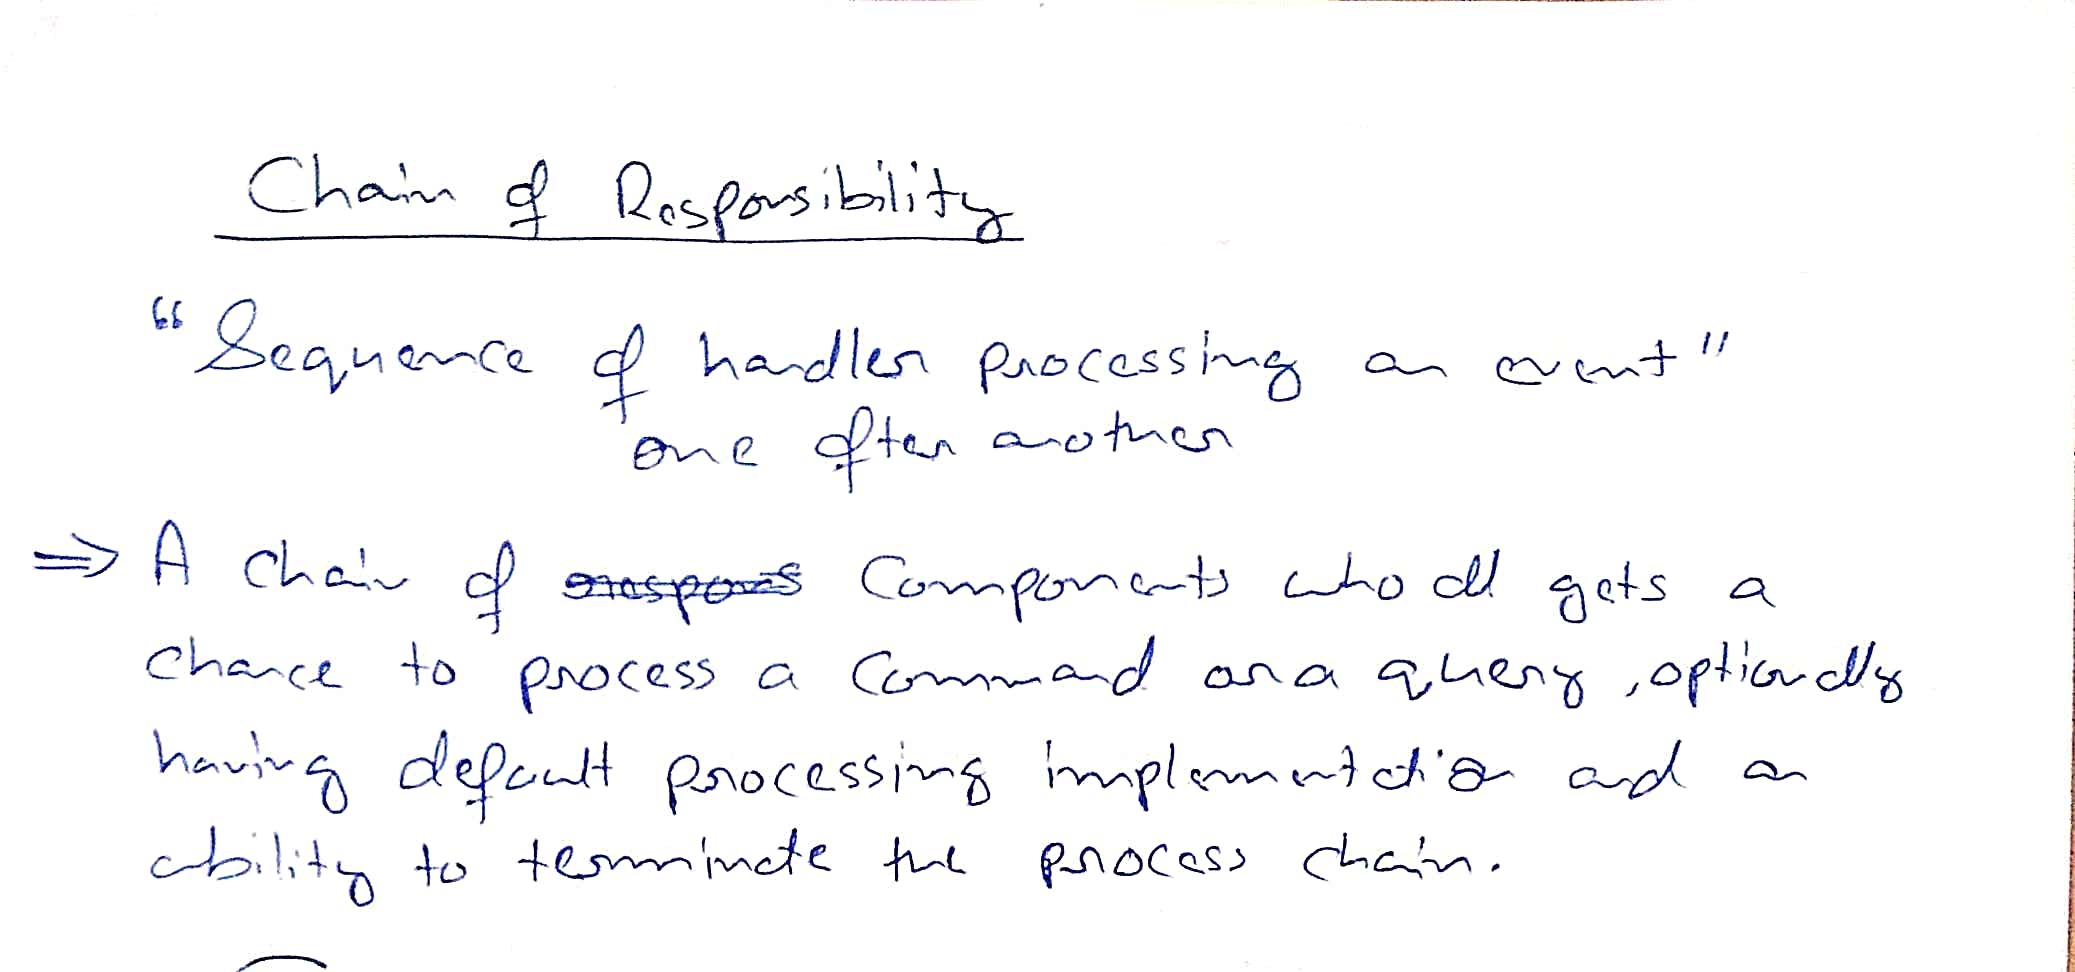 Chain of Responsibility
“Sequence of handler processing an event"
one after another
⇒ A chain of Components who all gets a
chance to process a Command or a query, optionally
having default processing implementation and an
ability to terminate the process chain.